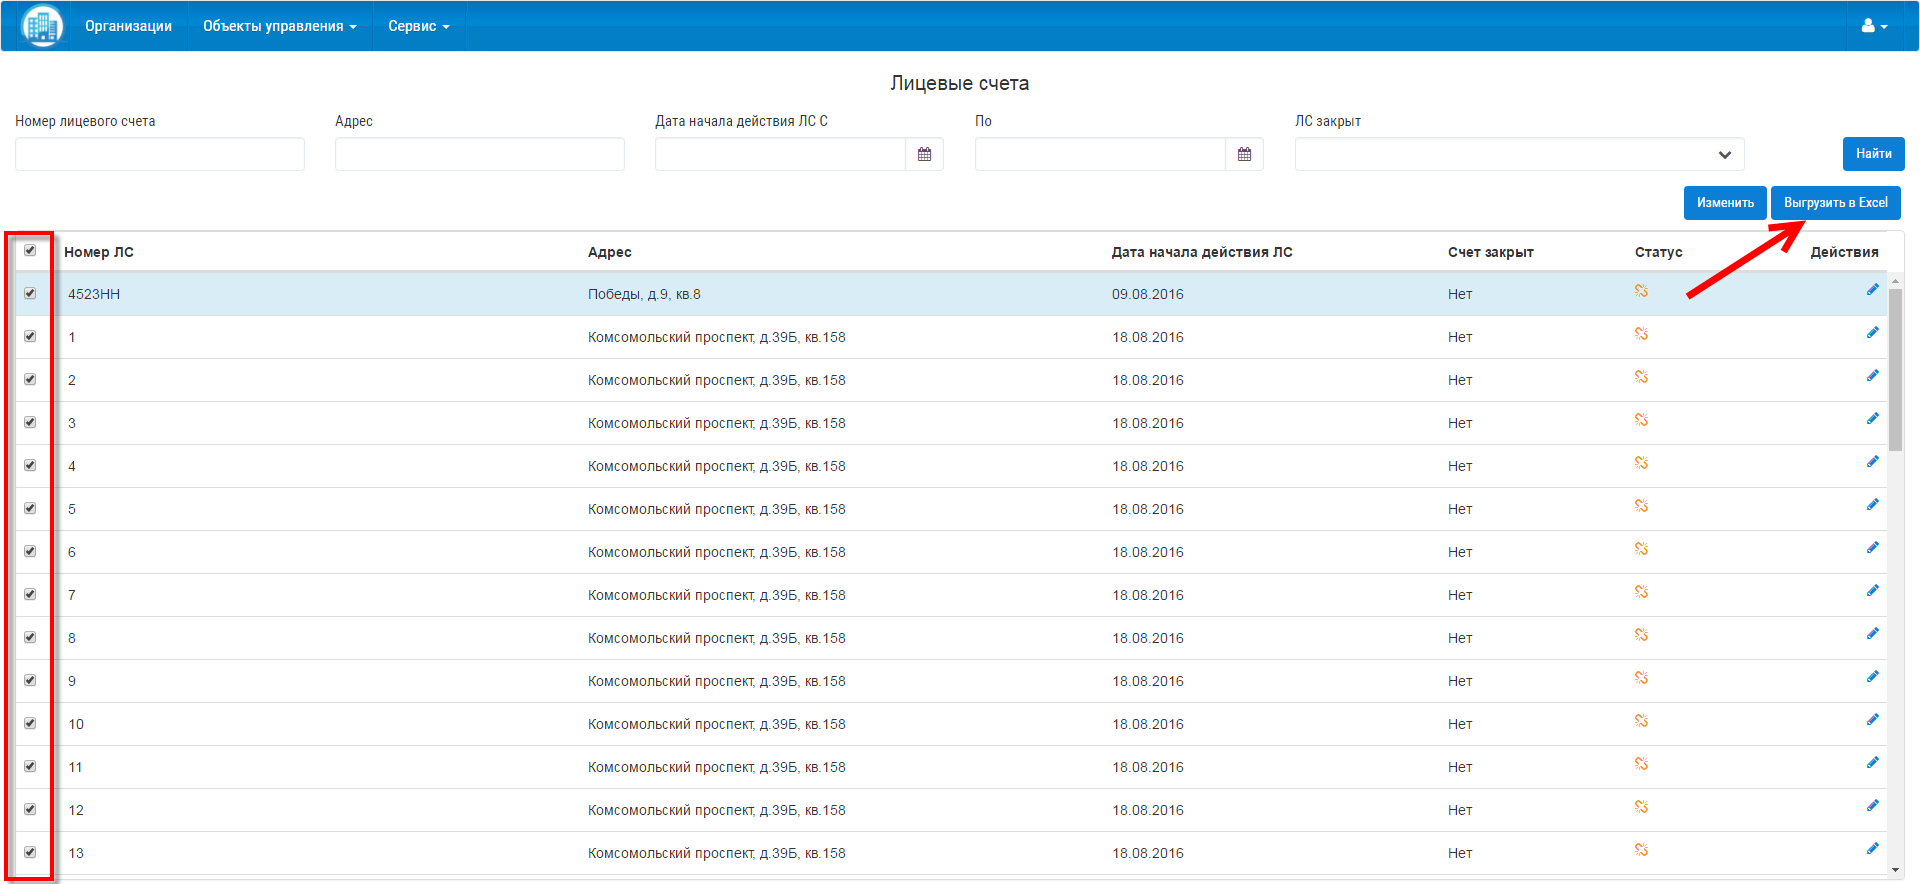 Организации Объекты управления Сервис
Лицевые счета
Номер лицевого счета Адрес Дата начала действия ЛС С По ЛС закрыт
Найти
Изменить Выгрузить в Excel
Номер ЛС Адрес Дата начала действия ЛС Счет закрыт Статус Действия
4523НН Победы, д.9, кв.8 09.08.2016 Нет
1 Комсомольский проспект, д.39Б, кв.158 18.08.2016 Нет
2 Комсомольский проспект, д.39Б, кв.158 18.08.2016 Нет
3 Комсомольский проспект, д.39Б, кв.158 18.08.2016 Нет
4 Комсомольский проспект, д.39Б, кв.158 18.08.2016 Нет
5 Комсомольский проспект, д.39Б, кв.158 18.08.2016 Нет
6 Комсомольский проспект, д.39Б, кв.158 18.08.2016 Нет
7 Комсомольский проспект, д.39Б, кв.158 18.08.2016 Нет
8 Комсомольский проспект, д.39Б, кв.158 18.08.2016 Нет
9 Комсомольский проспект, д.39Б, кв.158 18.08.2016 Нет
10 Комсомольский проспект, д.39Б, кв.158 18.08.2016 Нет
11 Комсомольский проспект, д.39Б, кв.158 18.08.2016 Нет
12 Комсомольский проспект, д.39Б, кв.158 18.08.2016 Нет
13 Комсомольский проспект, д.39Б, кв.158 18.08.2016 Нет